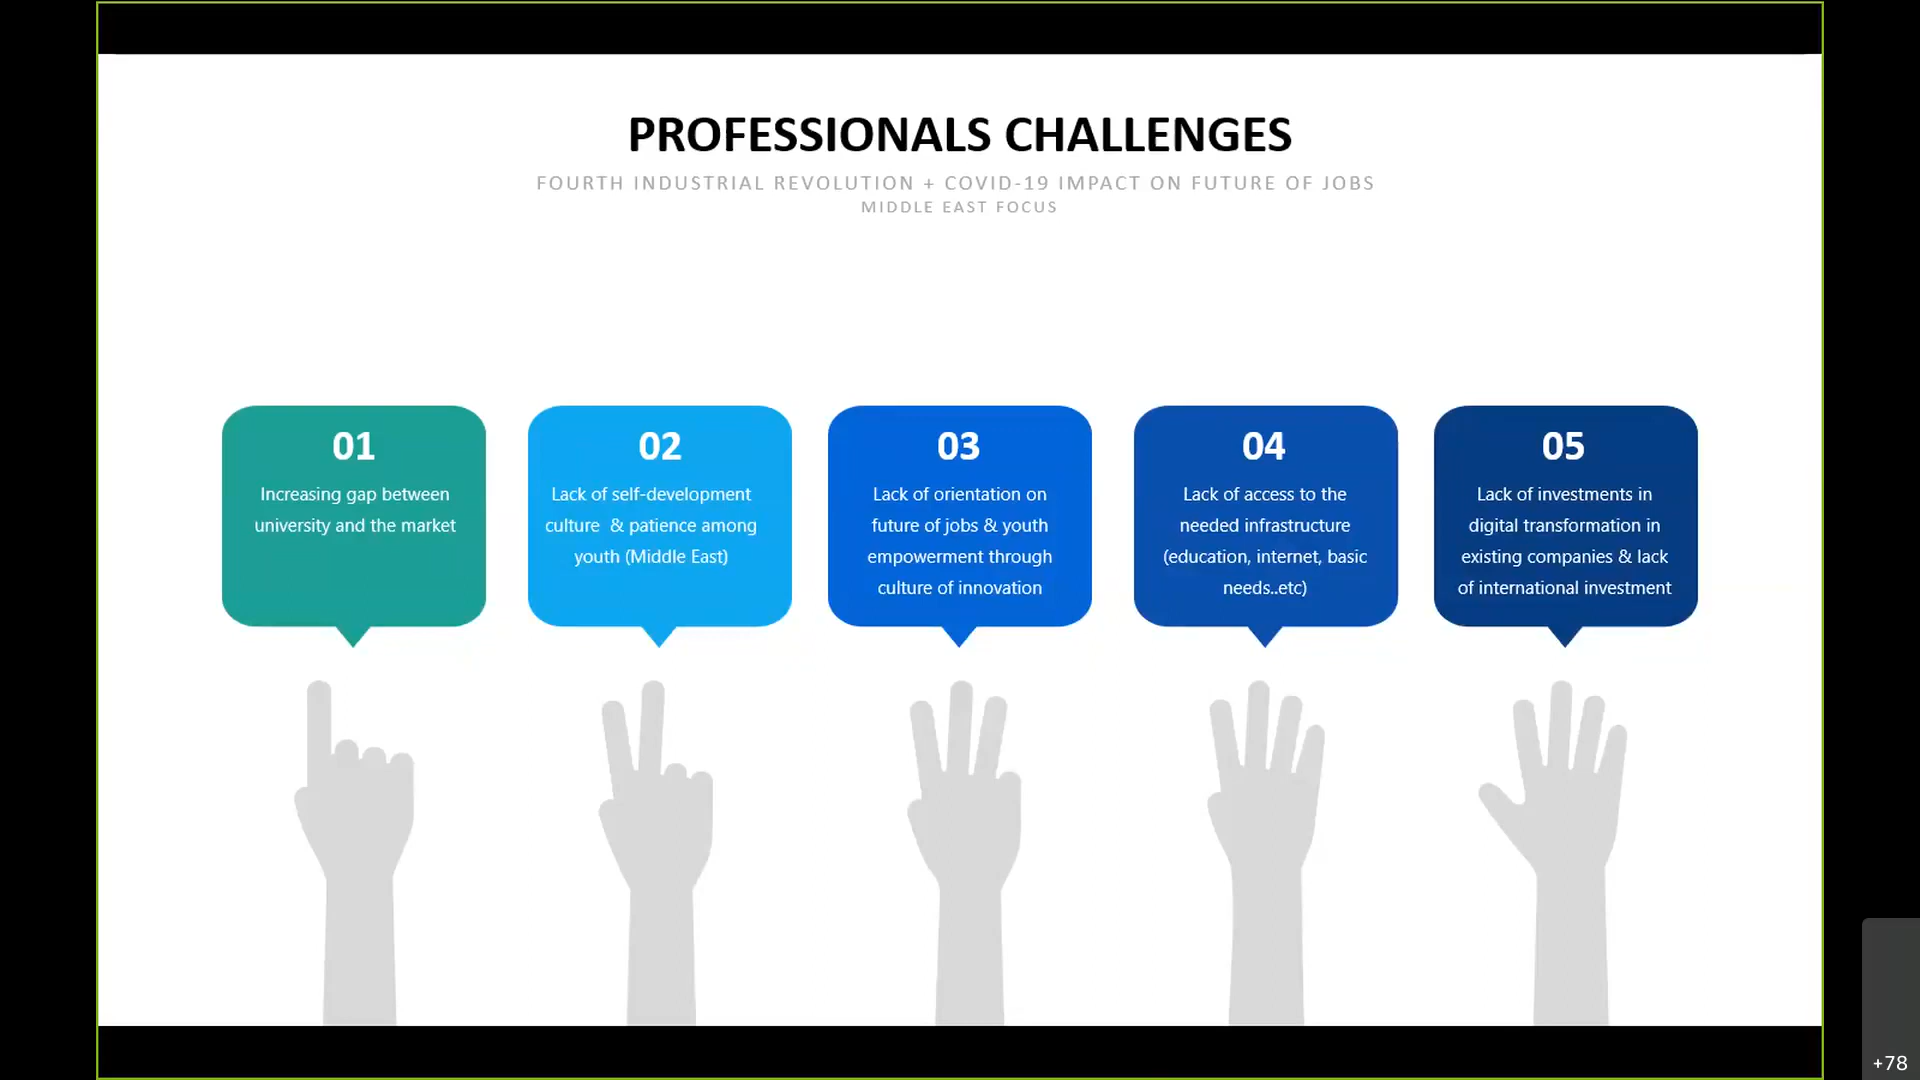 PROFESSIONALS CHALLENGES
FOURTH INDUSTRIAL REVOLUTION + COVID-19 IMPACT ON FUTURE OF JOBS
MIDDLE EAST FOCUS
01
Increasing gap between
university and the market
02
Lack of self-development
culture  & patience among
youth (Middle East)
03
Lack of orientation on
future of jobs & youth
empowerment through
culture of innovation
04
Lack of access to the
needed infrastructure
(education, internet, basic
needs..etc)
05
Lack of investments in
digital transformation in
existing companies & lack
of international investment
+78